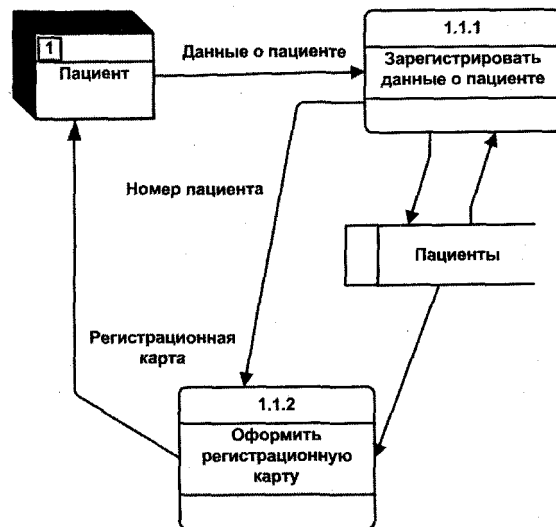 1
Пациент
Данные о пациенте
1.1.1
Зарегистрировать
данные о пациенте
Номер пациента
Пациенты
Регистрационная
карта
1.1.2
Оформить
регистрационную
карту